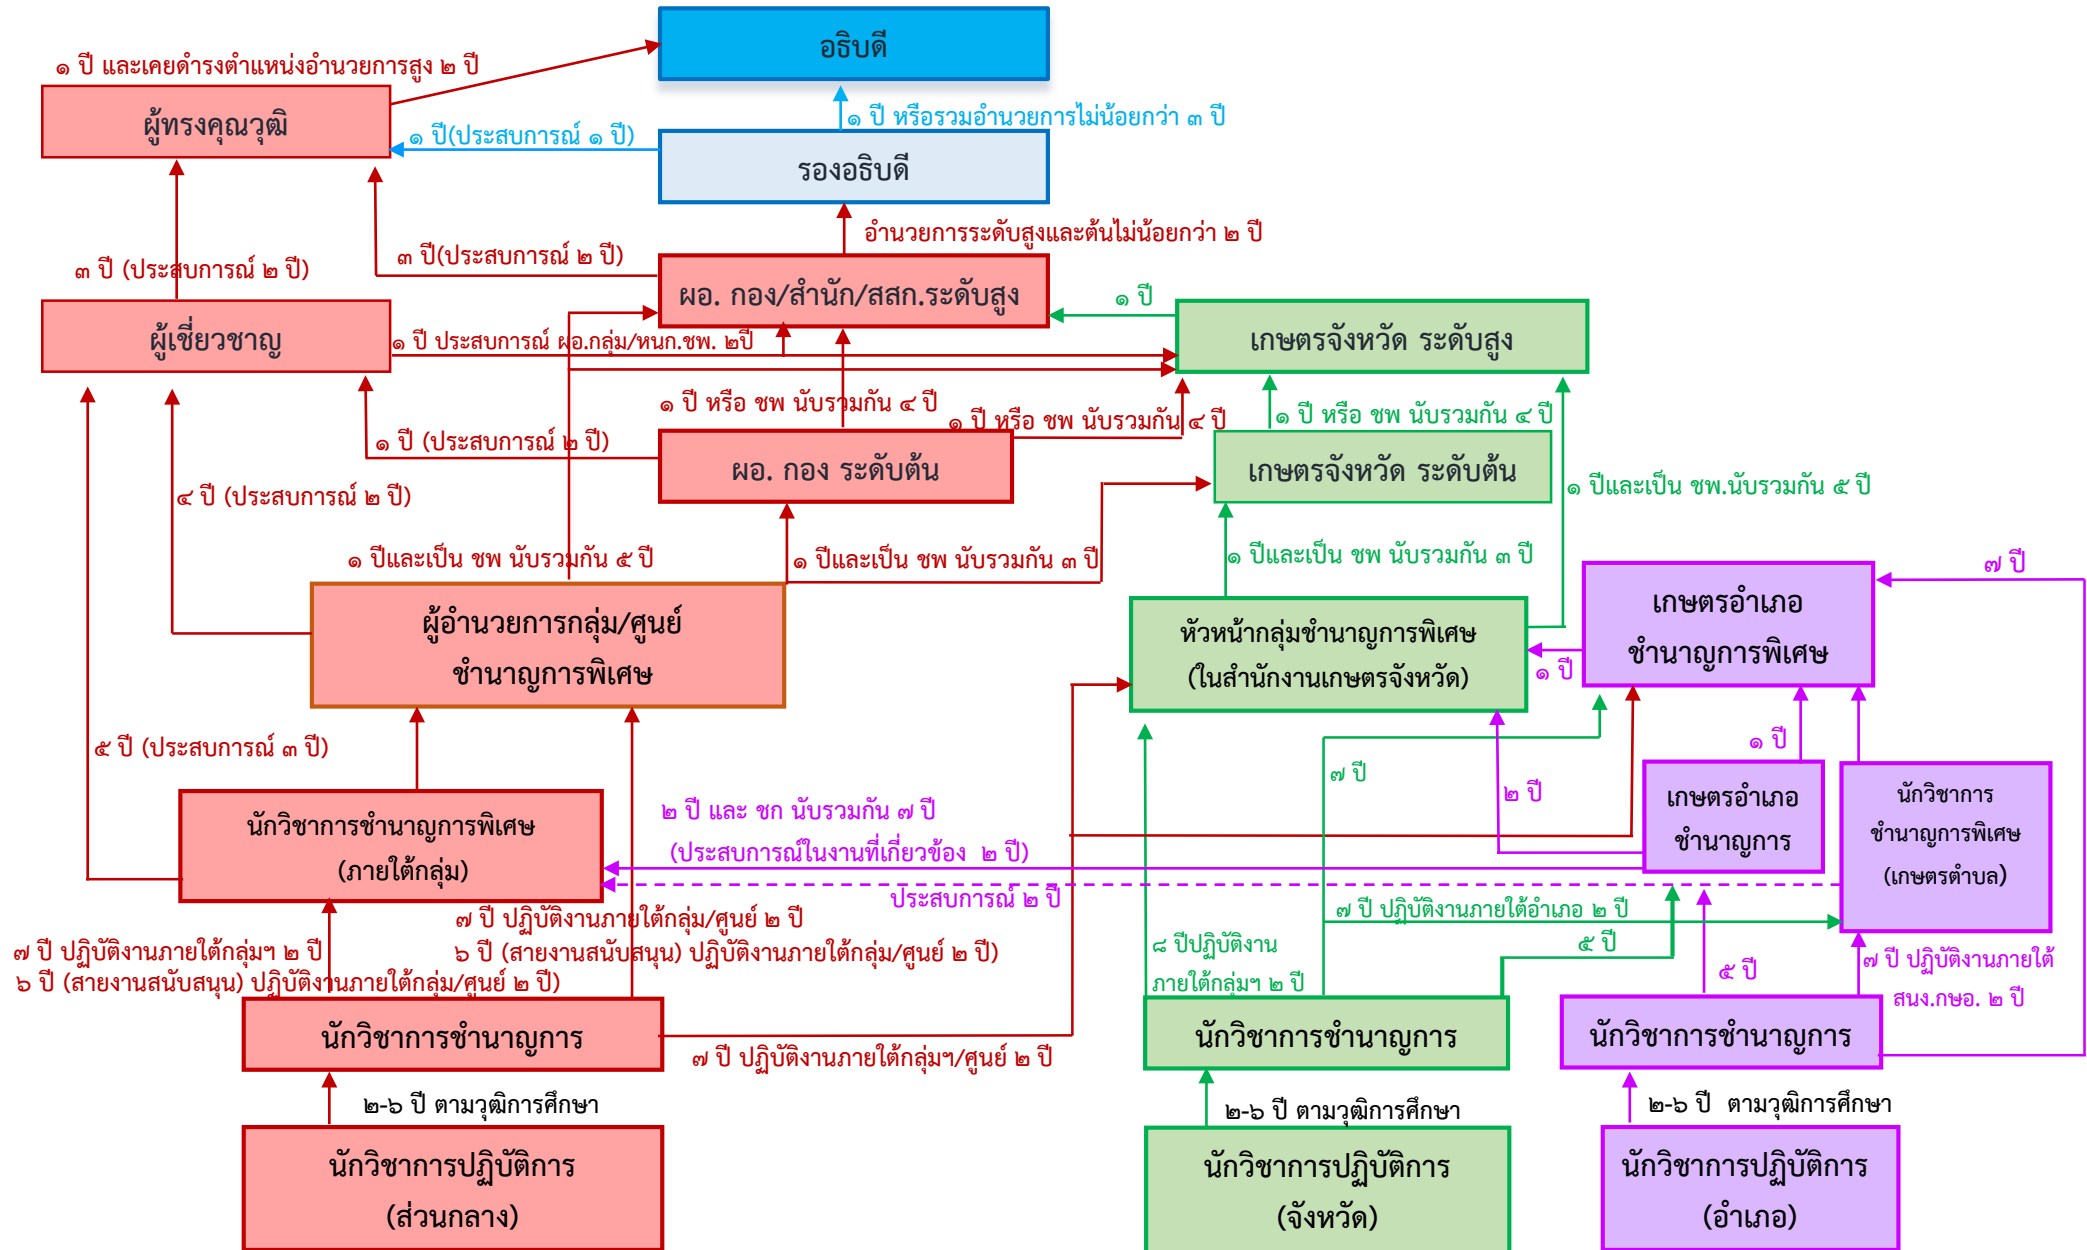 อธิบดี
๑ ปี และเคยดำรงตำแหน่งอำนวยการสูง ๒ ปี
ผู้ทรงคุณวุฒิ
๑ ปี(ประสบการณ์ ๑ ปี)
๑ ปี หรือรวมอำนวยการไม่น้อยกว่า ๓ ปี
รองอธิบดี
อำนวยการระดับสูงและต้นไม่น้อยกว่า ๒ ปี
๓ ปี(ประสบการณ์ ๒ ปี)
๓ ปี (ประสบการณ์ ๒ ปี)
ผอ. กอง/สำนัก/สสก.ระดับสูง
๑ ปี
ผู้เชี่ยวชาญ
๑ ปี ประสบการณ์ ผอ.กลุ่ม/หนก.ชพ. ๒ปี
เกษตรจังหวัด ระดับสูง
๑ ปี หรือ ชพ นับรวมกัน ๔ ปี
๑ ปี หรือ ชพ นับรวมกัน ๔ ปี
๑ ปี หรือ ชพ นับรวมกัน ๔ ปี
๑ ปี (ประสบการณ์ ๒ ปี)
ผอ. กอง ระดับต้น
เกษตรจังหวัด ระดับต้น
๔ ปี (ประสบการณ์ ๒ ปี)
๑ ปีและเป็น ชพ.นับรวมกัน ๕ ปี
๑ ปีและเป็น ชพ นับรวมกัน ๕ ปี
๑ ปีและเป็น ชพ นับรวมกัน ๓ ปี
๑ ปีและเป็น ชพ นับรวมกัน ๓ ปี
๗ ปี
ผู้อำนวยการกลุ่ม/ศูนย์
ชำนาญการพิเศษ
หัวหน้ากลุ่มชำนาญการพิเศษ
(ในสำนักงานเกษตรจังหวัด)
๑ ปี
เกษตรอำเภอ
ชำนาญการพิเศษ
๕ ปี (ประสบการณ์ ๓ ปี)
๗ ปี
๒ ปี
๑ ปี
นักวิชาการชำนาญการพิเศษ
(ภายใต้กลุ่ม)
๒ ปี และ ชก นับรวมกัน ๗ ปี
(ประสบการณ์ในงานที่เกี่ยวข้อง ๒ ปี)
เกษตรอำเภอ
ชำนาญการ
นักวิชาการ
ชำนาญการพิเศษ
(เกษตรตำบล)
ประสบการณ์ ๒ ปี
๗ ปี ปฏิบัติงานภายใต้กลุ่มฯ ๒ ปี
๖ ปี (สายงานสนับสนุน) ปฏิบัติงานภายใต้กลุ่ม/ศูนย์ ๒ ปี)
๗ ปี ปฏิบัติงานภายใต้กลุ่ม/ศูนย์ ๒ ปี
๖ ปี (สายงานสนับสนุน) ปฏิบัติงานภายใต้กลุ่ม/ศูนย์ ๒ ปี)
๘ ปีปฏิบัติงาน
ภายใต้กลุ่มฯ ๒ ปี
๗ ปี ปฏิบัติงานภายใต้อำเภอ ๒ ปี
๕ ปี
๕ ปี
๗ ปี ปฏิบัติงานภายใต้
สนง.กษอ. ๒ ปี
นักวิชาการชำนาญการ
๗ ปี ปฏิบัติงานภายใต้กลุ่มฯ/ศูนย์ ๒ ปี
นักวิชาการชำนาญการ
นักวิชาการชำนาญการ
๒-๖ ปี ตามวุฒิการศึกษา
๒-๖ ปี ตามวุฒิการศึกษา
๒-๖ ปี ตามวุฒิการศึกษา
นักวิชาการปฏิบัติการ
(ส่วนกลาง)
นักวิชาการปฏิบัติการ
(จังหวัด)
นักวิชาการปฏิบัติการ
(อำเภอ)